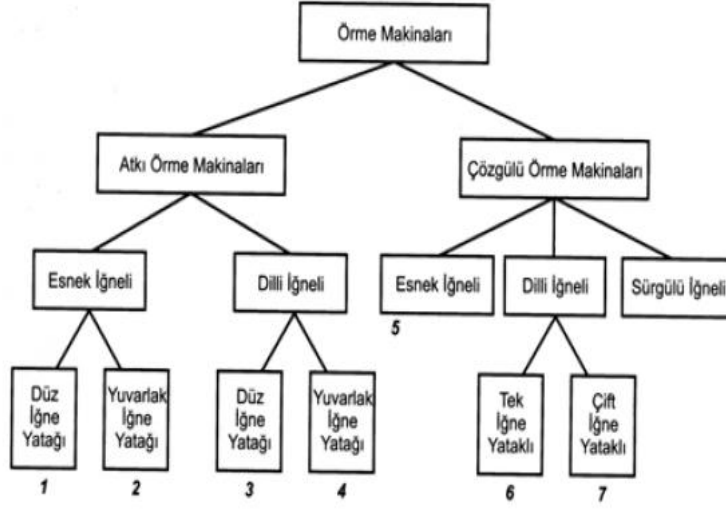 Örme Makinaları
Atkı Örme Makinaları
Çözgülü Örme Makinaları
Esnek İğneli
Dilli İğneli
Esnek İğneli
Dilli İğneli
Sürgülü İğneli
5
Düz
İğne
Yatağı
Yuvarlak
İğne
Yatağı
Düz
İğne
Yatağı
Yuvarlak
İğne
Yatağı
Tek
İğne
Yataklı
Çift
İğne
Yataklı
1
2
3
4
6
7